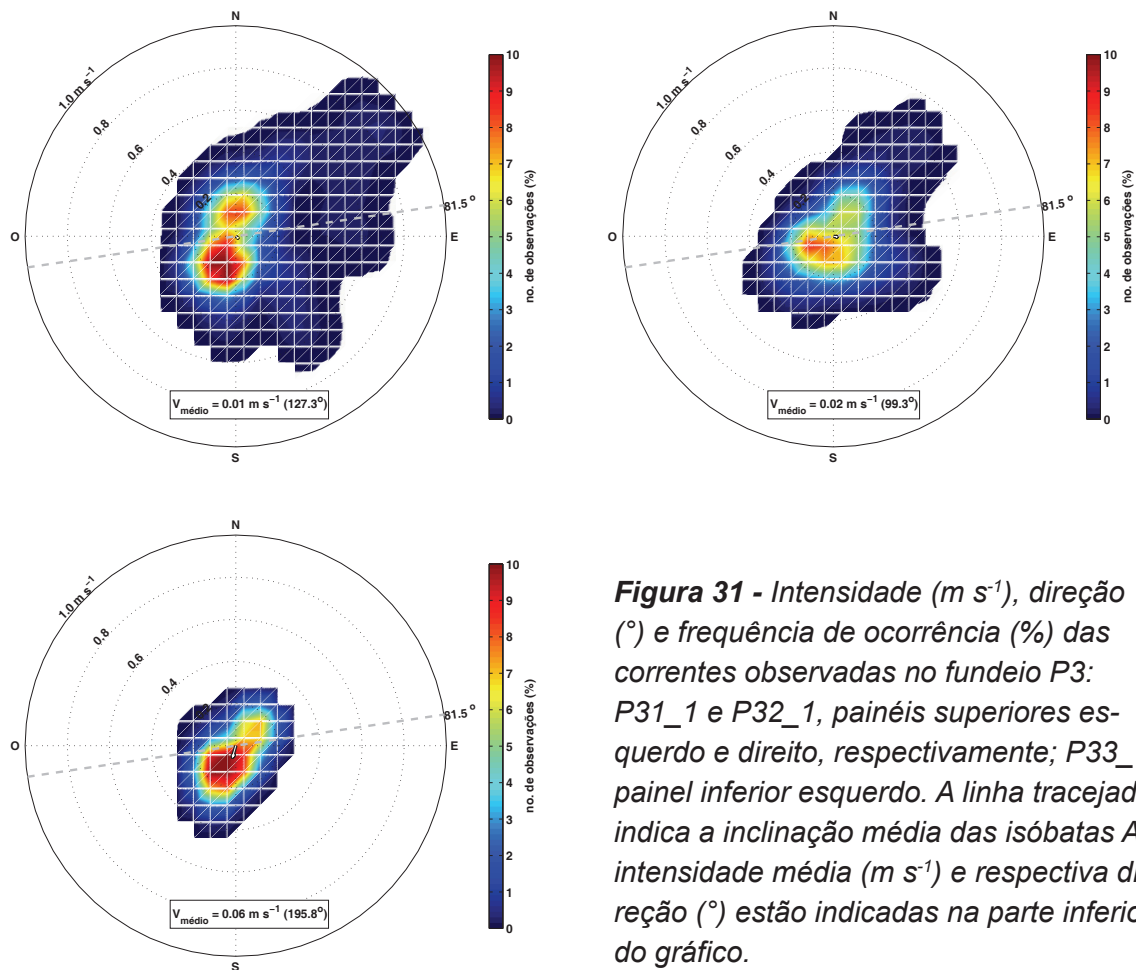 N
1.0 m s⁻¹
0.8
0.6
0.4
0.2
0
O
E
81.5 °
S
V médio = 0.01 m s⁻¹ (127.3°)
10
9
8
7
6
5
4
3
2
1
0
no. de observações (%)
N
1.0 m s⁻¹
0.8
0.6
0.4
0.2
0
O
E
81.5 °
S
V médio = 0.02 m s⁻¹ (99.3°)
10
9
8
7
6
5
4
3
2
1
0
no. de observações (%)
N
1.0 m s⁻¹
0.8
0.6
0.4
O
E
81.5 °
S
V médio = 0.06 m s⁻¹ (195.8°)
10
9
8
7
6
5
4
3
2
1
0
no. de observações (%)
Figura 31 - Intensidade (m s⁻¹), direção
(°) e frequência de ocorrência (%) das
correntes observadas no fundeio P3:
P31_1 e P32_1, painéis superiores es-
querdo e direito, respectivamente; P33_
painel inferior esquerdo. A linha tracejad
indica a inclinação média das isóbatas A
intensidade média (m s⁻¹) e respectiva di
reção (°) estão indicadas na parte inferio
do gráfico.